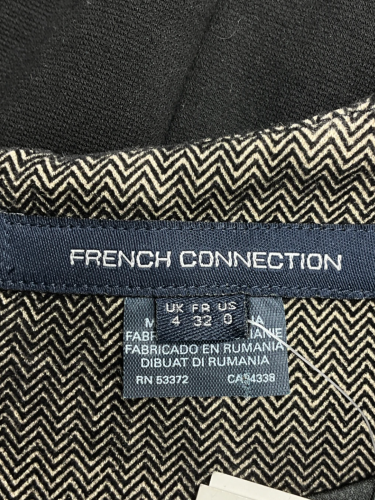 FRENCH CONNECTION
UK FR US
4 32 0
FABRICADO EN RUMANIA
DIBUAT DI RUMANIA
RN 53372